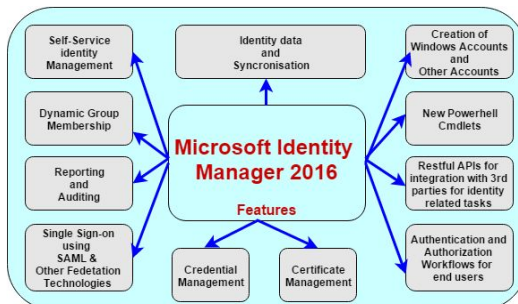 Self-Service
identity
Management
Identity data
and
Syncronisation
Creation of
Windows Accounts
and
Other Accounts
Dynamic Group
Membership
New Powerhell
Cmdlets
Microsoft Identity
Manager 2016
Features
Reporting
and
Auditing
Restful APIs for
integration with 3rd
parties for identity
related tasks
Single Sign-on
using
SAML &
Other Fedetation
Technologies
Credential
Management
Certificate
Management
Authentication and
Authorization
Workflows for
end users